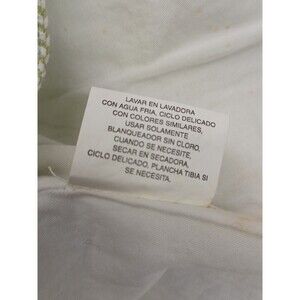 LAVAR EN LAVADORA
CON AGUA FRIA, CICLO DELICADO
CON COLORES SIMILARES,
USAR SOLAMENTE
BLANQUEADOR SIN CLORO,
CUANDO SE NECESITE,
SECAR EN SECADORA,
CICLO DELICADO, PLANCHA TIBIA SI
SE NECESITA.